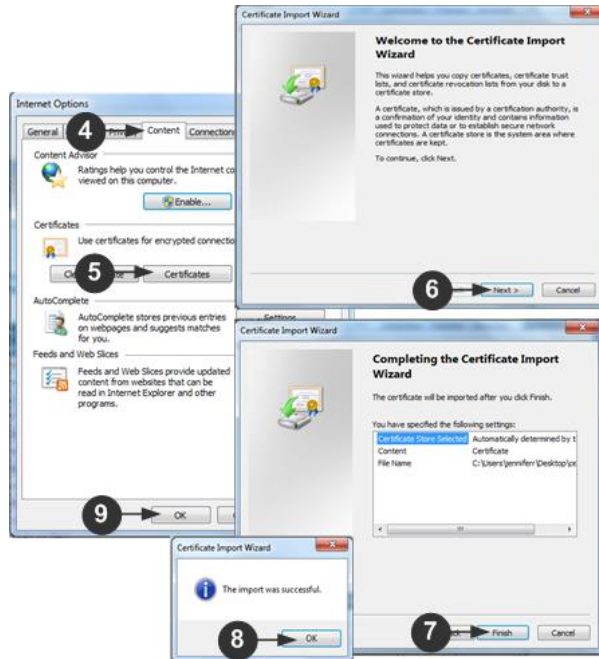 Certificate Import Wizard
Welcome to the Certificate Import
Wizard
This wizard helps you copy certificates, certificate trust
lists, and certificate revocation lists from your disk to a
certificate store.
A certificate, which is issued by a certification authority, is
a confirmation of your identity and contains information
used to protect data or to establish secure network
connections. A certificate store is the system area where
certificates are kept.
To continue, click Next.
6
Next >
Cancel
Internet Options
General
4
Content
Connections
Content Advisor
Ratings help you control the Internet co
viewed on this computer.
Enable...
Certificates
Use certificates for encrypted connectio
5
Certificates
AutoComplete
AutoComplete stores previous entries
on webpages and suggests matches
for you.
Settings
Feeds and Web Slices
Feeds and Web Slices provide updated
content from websites that can be
read in Internet Explorer and other
programs.
9
OK
Certificate Import Wizard
Completing the Certificate Import
Wizard
The certificate will be imported after you click Finish.
You have specified the following settings:
Certificate Store Selected Automatically determined by t
Content Certificate
File Name C:\Users\jenniferr\Desktop\pe
7
Finish
Cancel
Certificate Import Wizard
The import was successful.
8
OK